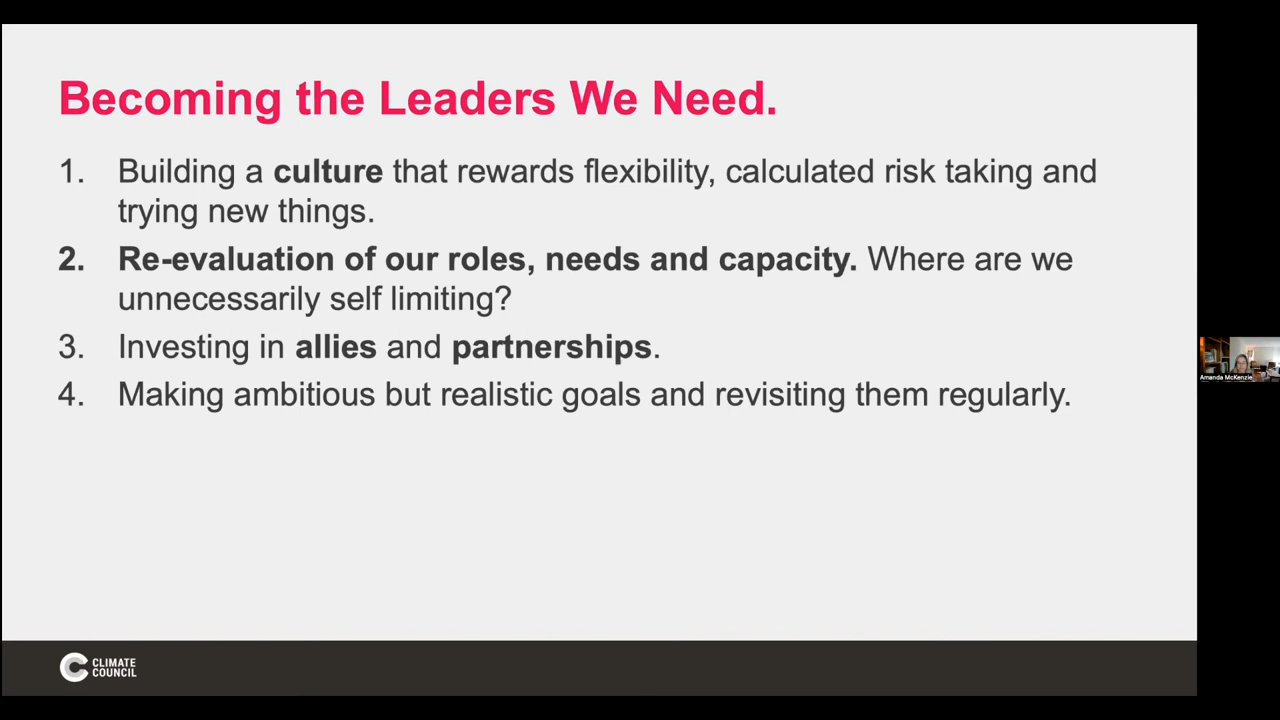 Becoming the Leaders We Need.
1. Building a culture that rewards flexibility, calculated risk taking and
trying new things.
2. Re-evaluation of our roles, needs and capacity. Where are we
unnecessarily self limiting?
3. Investing in allies and partnerships.
4. Making ambitious but realistic goals and revisiting them regularly.
Amanda McKenzie
CLIMATE
COUNCIL